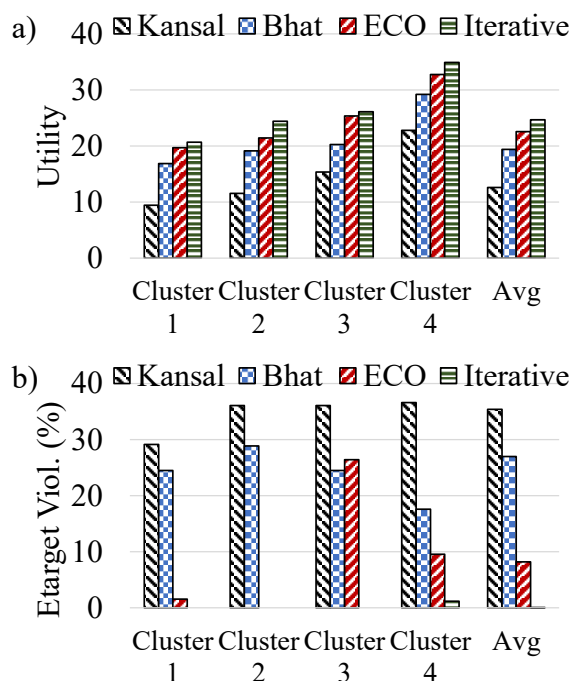 a) Kansal Bhat ECO Iterative
40
30
20
10
0
Utility
Cluster 1 Cluster 2 Cluster 3 Cluster 4 Avg
b) Kansal Bhat ECO Iterative
40
30
20
10
0
Etarget Viol. (%)
Cluster 1 Cluster 2 Cluster 3 Cluster 4 Avg